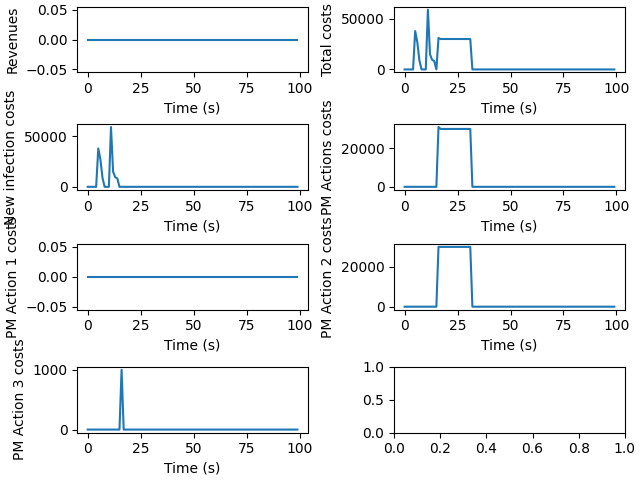 Revenues
0.05
0.00
−0.05
0 25 50 75 100
Time (s)
Total costs
50000
0
0 25 50 75 100
Time (s)
New infection costs
50000
0
0 25 50 75 100
Time (s)
PM Actions costs
20000
0
0 25 50 75 100
Time (s)
PM Action 1 costs
0.05
0.00
−0.05
0 25 50 75 100
Time (s)
PM Action 2 costs
20000
0
0 25 50 75 100
Time (s)
PM Action 3 costs
1000
0
0 25 50 75 100
Time (s)
1.0
0.5
0.0
0.0 0.2 0.4 0.6 0.8 1.0